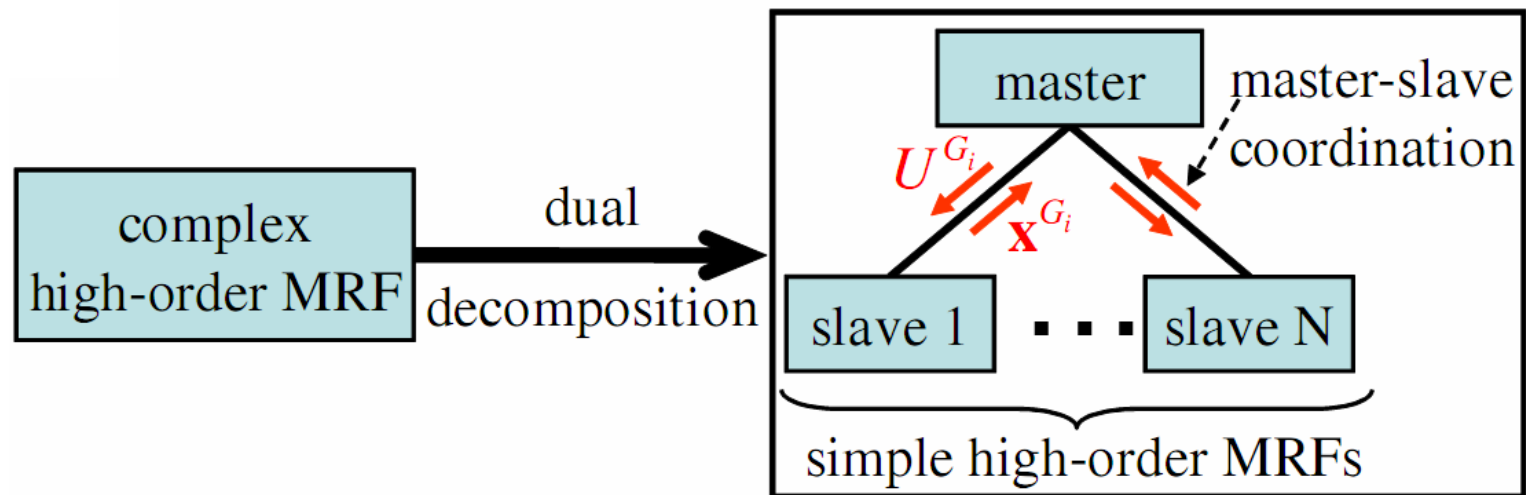 complex
high-order MRF
dual
decomposition
master
master-slave
coordination
U^{G_i}
x^{G_i}
slave 1
...
slave N
simple high-order MRFs